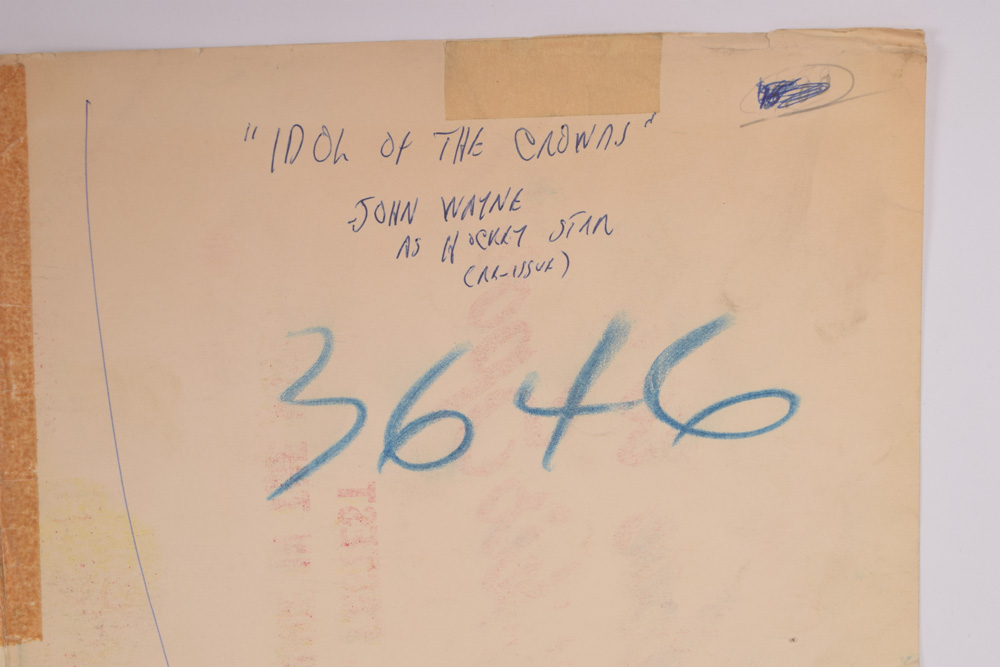 "IDOL OF THE CROWDS"
JOHN WAYNE
AS HOCKEY STAR
(RE-ISSUE)
3646